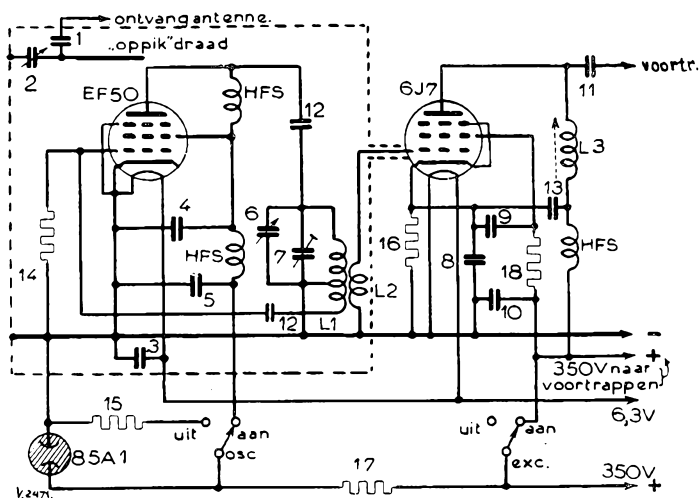 ontvangantenne.
1
„oppik"draad
2
voortr.
EF50
HFS
6J7
11
12
L3
4
6
13
9
7
14
HFS
16
8
18
HFS
5
L2
12
L1
10
3
-
+
350V naar
voortrappen
15
6,3V
uit
aan
uit
aan
85A1
osc
exc.
17
350V
+